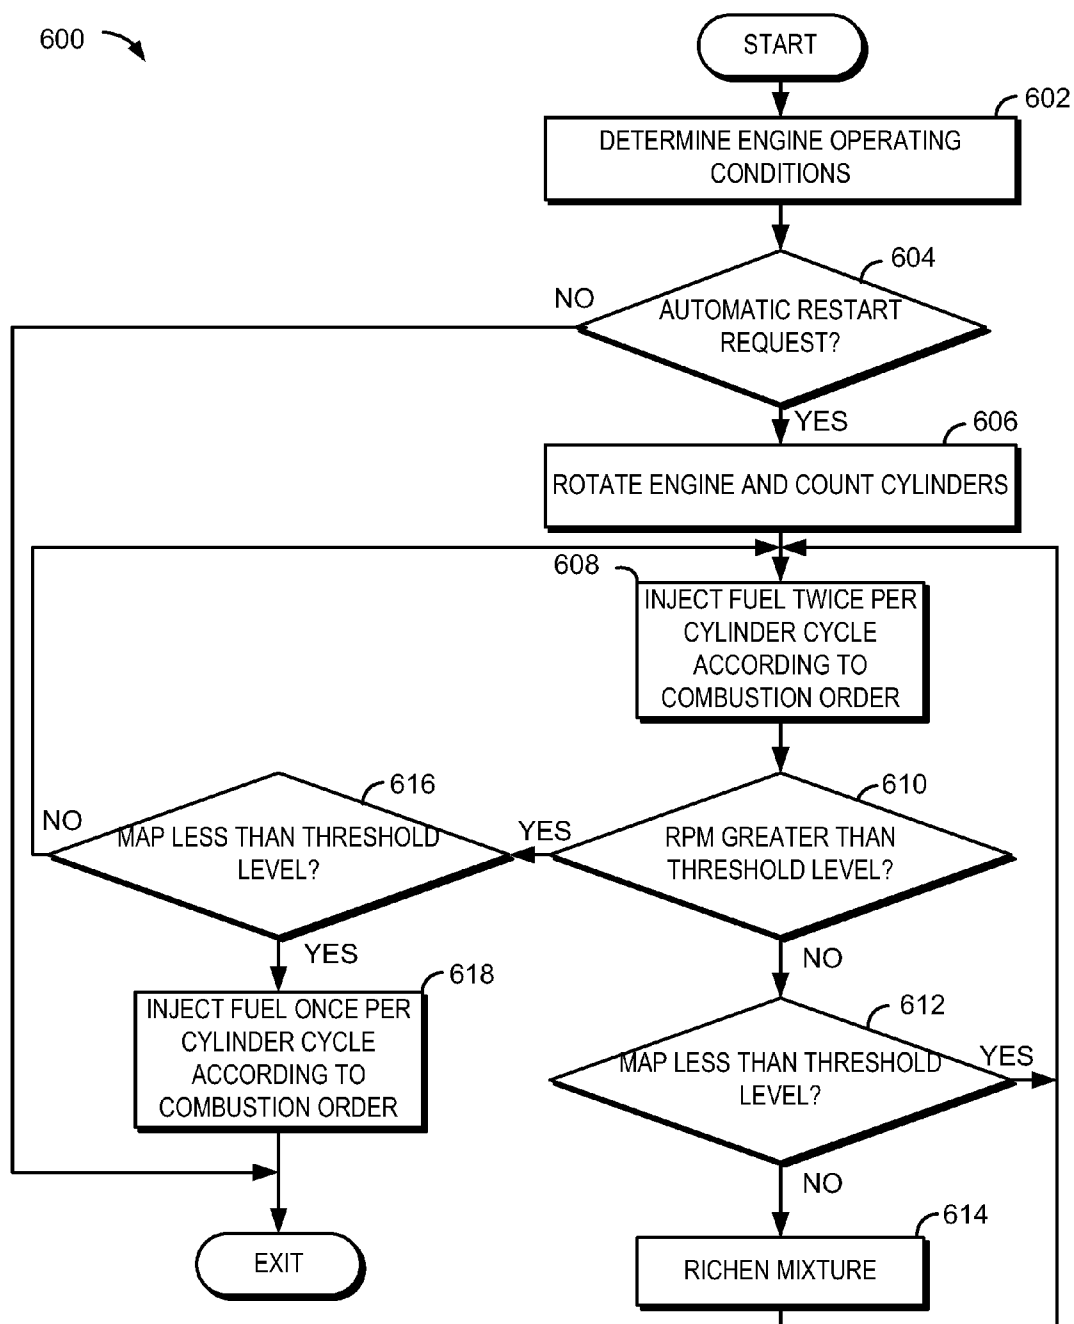 600
START
602
DETERMINE ENGINE OPERATING
CONDITIONS
604
NO
AUTOMATIC RESTART
REQUEST?
YES
606
ROTATE ENGINE AND COUNT CYLINDERS
608
INJECT FUEL TWICE PER
CYLINDER CYCLE
ACCORDING TO
COMBUSTION ORDER
616
610
NO
MAP LESS THAN THRESHOLD
LEVEL?
YES
RPM GREATER THAN
THRESHOLD LEVEL?
YES
NO
618
INJECT FUEL ONCE PER
CYLINDER CYCLE
ACCORDING TO
COMBUSTION ORDER
612
MAP LESS THAN THRESHOLD
LEVEL?
YES
NO
614
EXIT
RICHEN MIXTURE